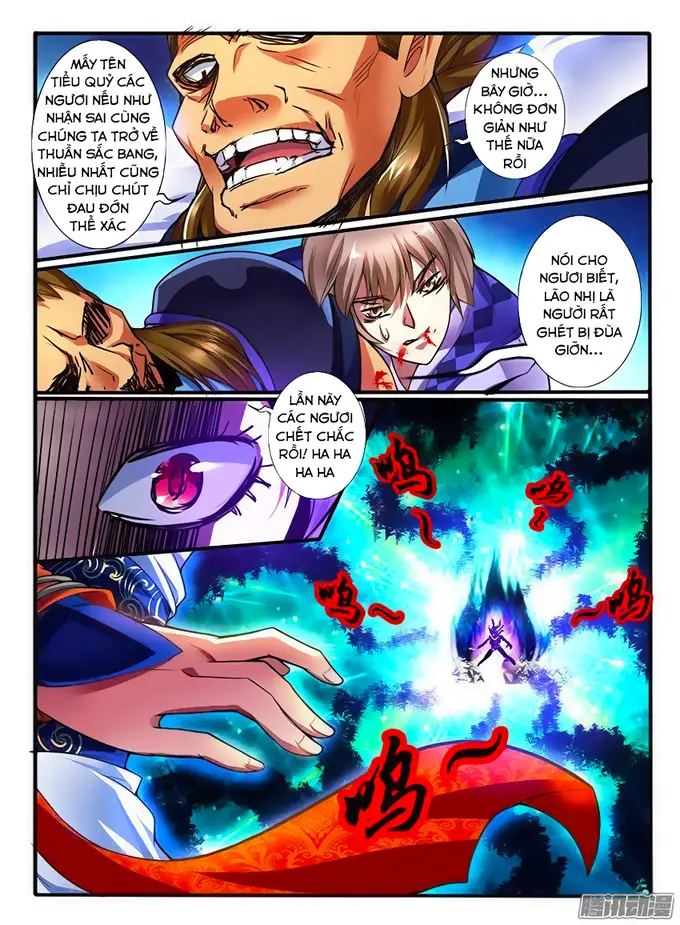 MẤY TÊN
TIỂU QUỶ CÁC
NGƯƠI NẾU NHƯ
NHẬN SAI CÙNG
CHÚNG TA TRỞ VỀ
THUẦN SẮC BANG,
NHIỀU NHẤT CŨNG
CHỈ CHỊU CHÚT
ĐAU ĐỚN
THỂ XÁC
NHƯNG
BÂY GIỜ...
KHÔNG ĐƠN
GIẢN NHƯ
THẾ NỮA
RỒI
NÓI CHO
NGƯƠI BIẾT,
LÃO NHỊ LÀ
NGƯỜI RẤT
GHÉT BỊ ĐÙA
GIỠN...
LẦN NÀY
CÁC NGƯƠI
CHẾT CHẮC
RỒI! HA HA
HA HA
呜~
呜~
呜~
呜~
呜~
腾讯动漫